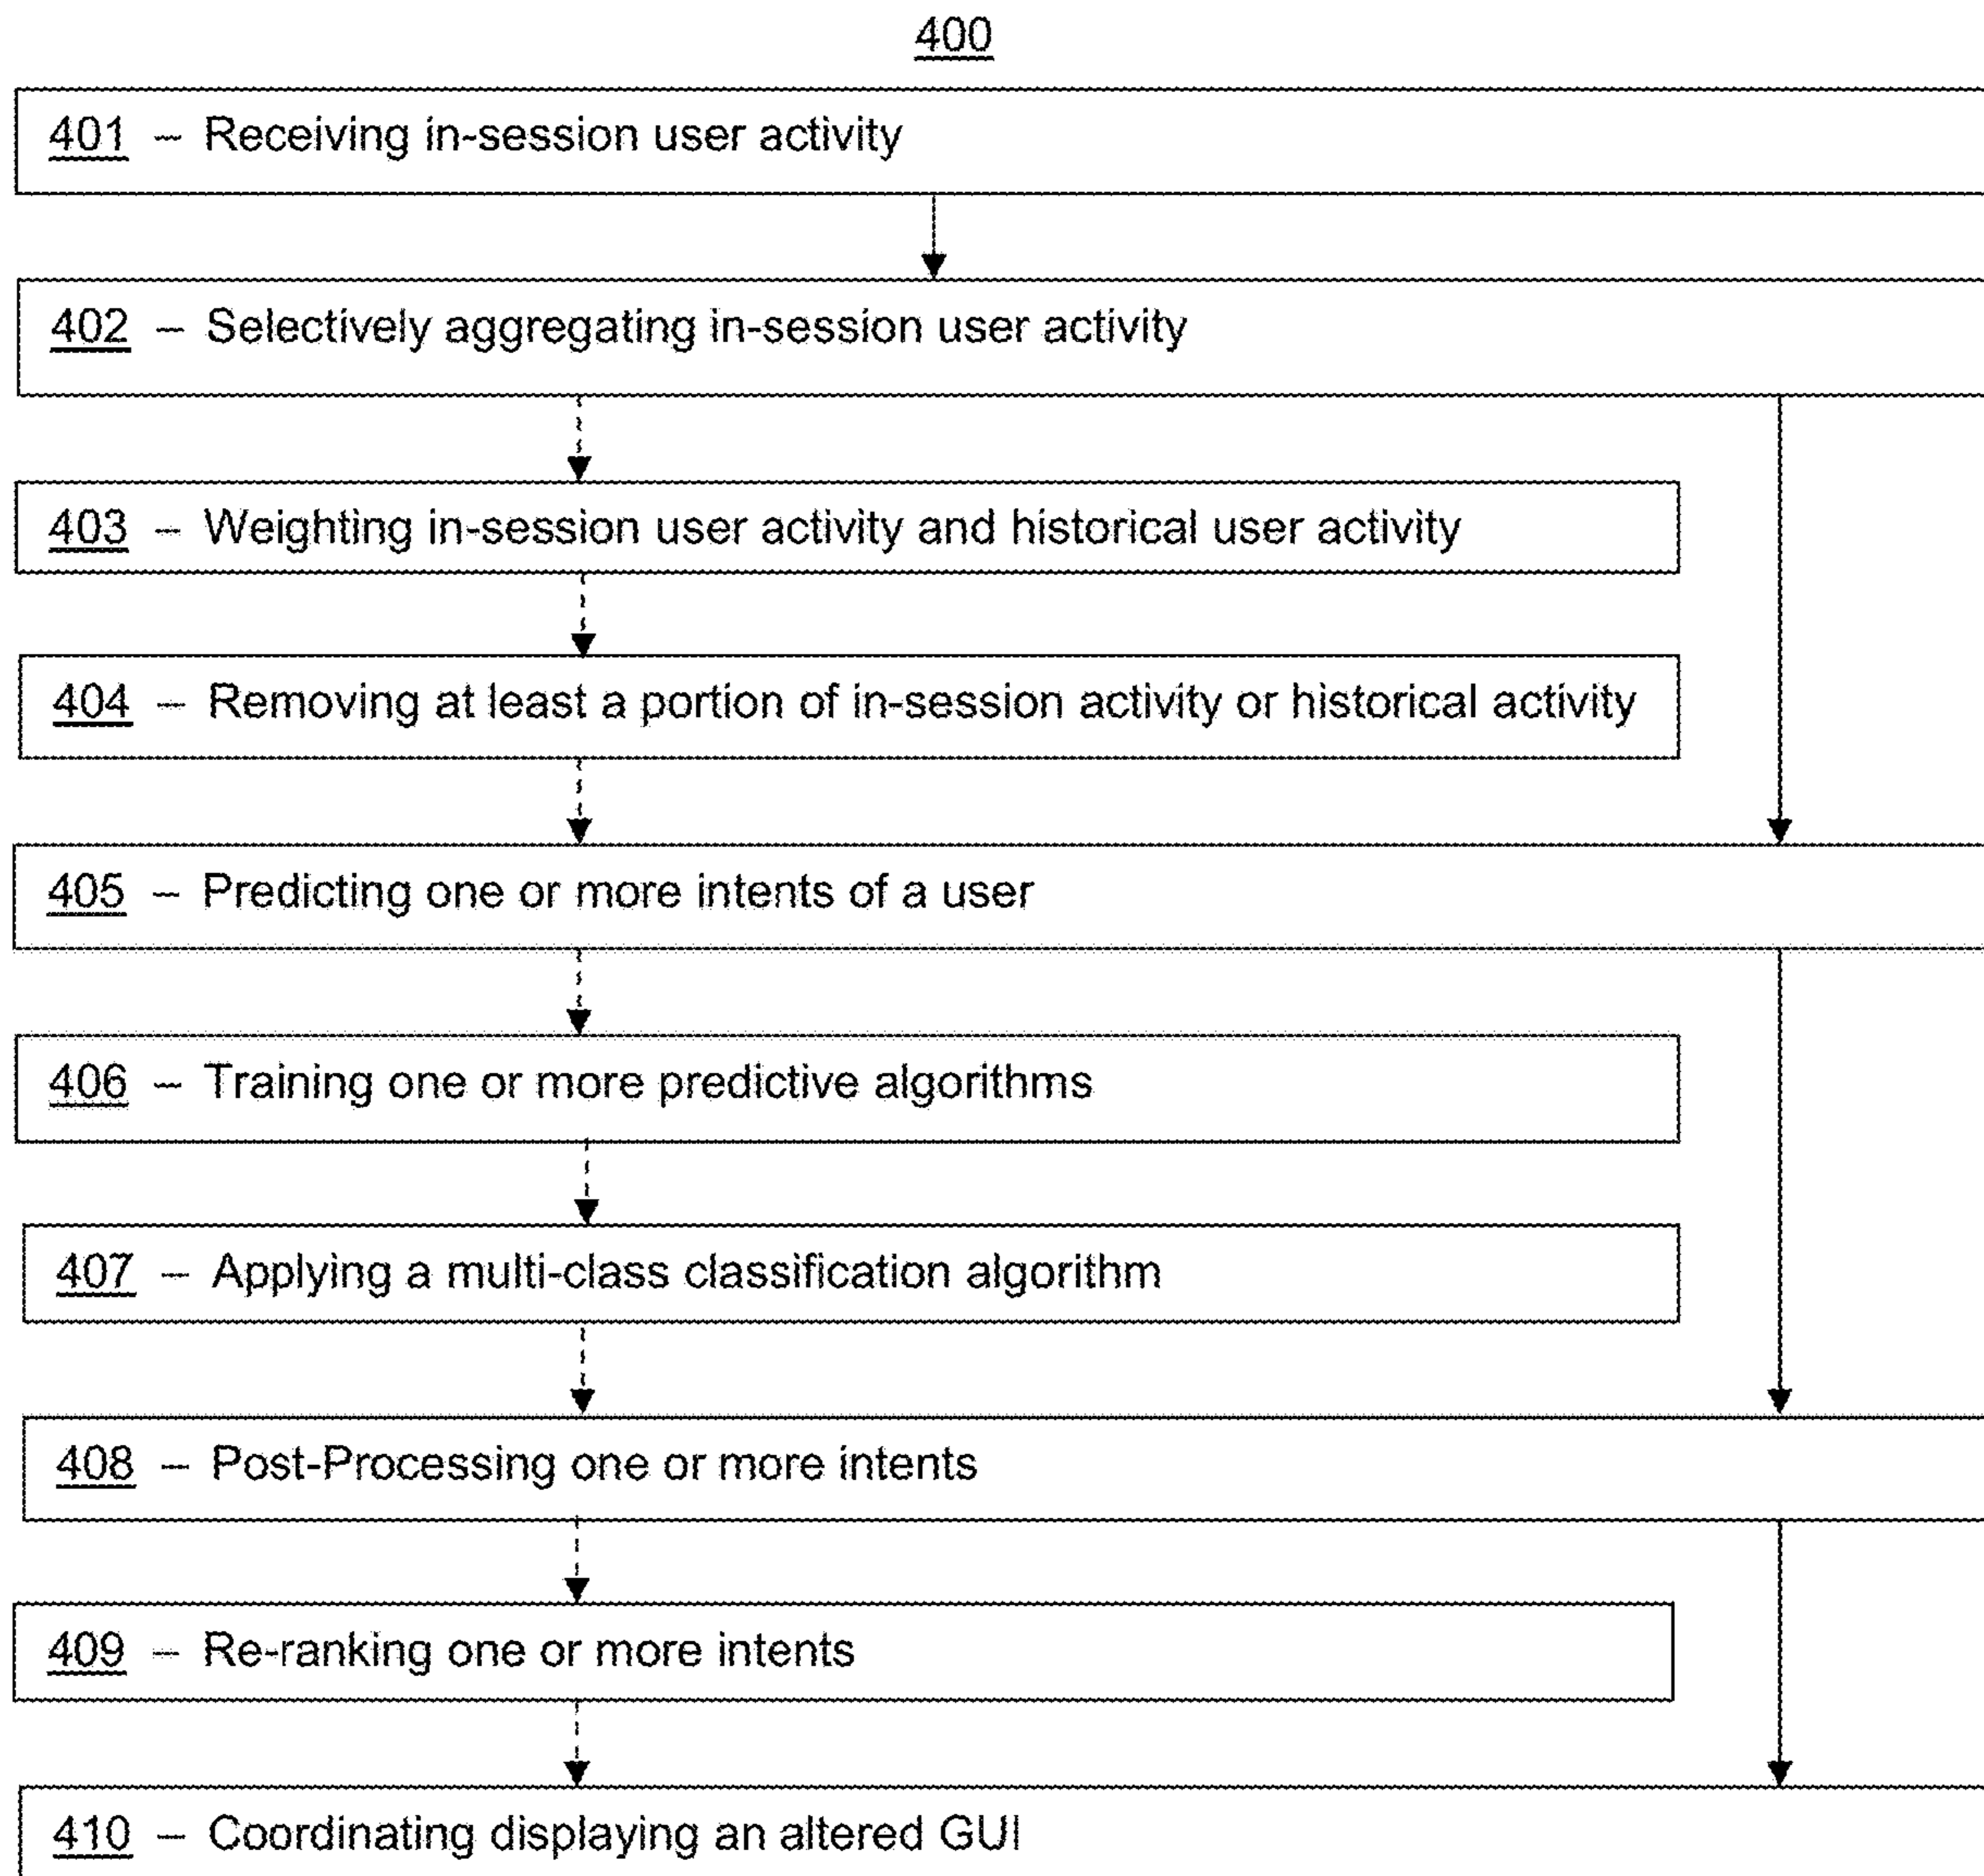 400
401 – Receiving in-session user activity
402 – Selectively aggregating in-session user activity
403 – Weighting in-session user activity and historical user activity
404 – Removing at least a portion of in-session activity or historical activity
405 – Predicting one or more intents of a user
406 – Training one or more predictive algorithms
407 – Applying a multi-class classification algorithm
408 – Post-Processing one or more intents
409 – Re-ranking one or more intents
410 – Coordinating displaying an altered GUI